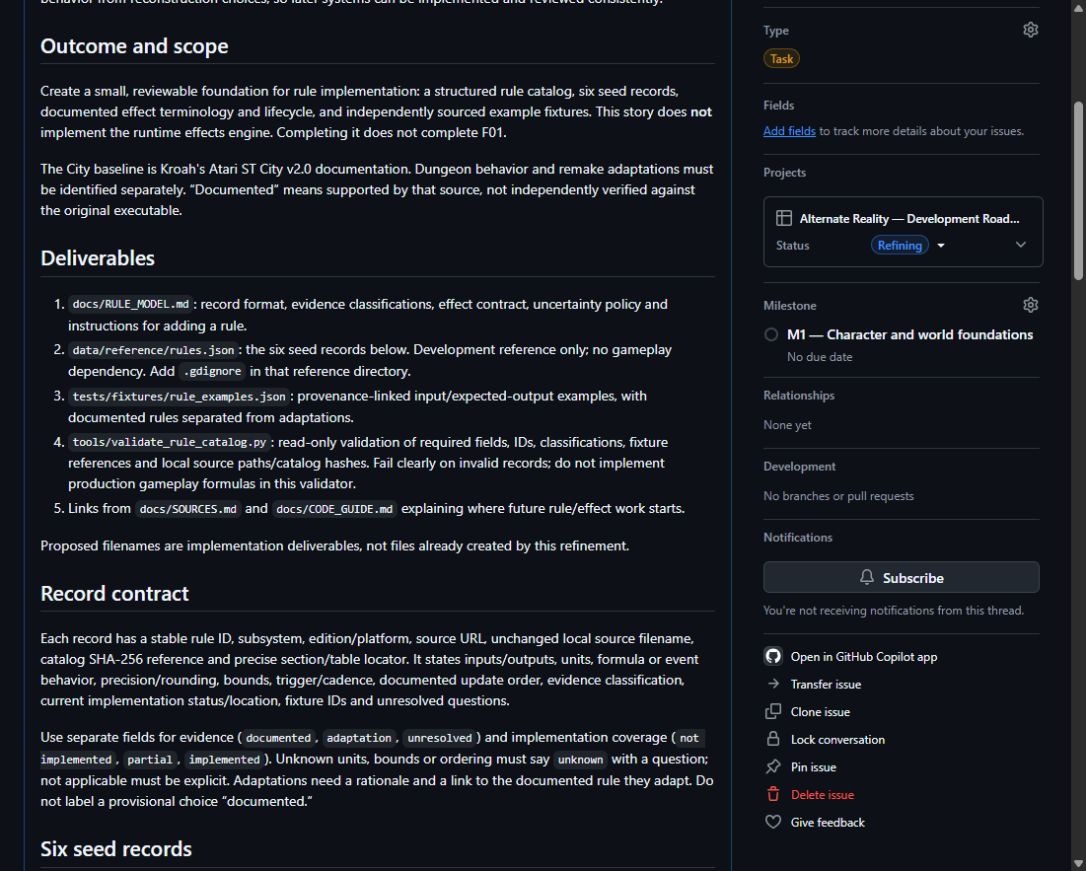 behavior from reconstruction choices, so later systems can be implemented and reviewed consistently.
Outcome and scope
Create a small, reviewable foundation for rule implementation: a structured rule catalog, six seed records,
documented effect terminology and lifecycle, and independently sourced example fixtures. This story does not
implement the runtime effects engine. Completing it does not complete F01.
The City baseline is Kroah's Atari ST City v2.0 documentation. Dungeon behavior and remake adaptations must
be identified separately. “Documented” means supported by that source, not independently verified against
the original executable.
Deliverables
1. docs/RULE_MODEL.md: record format, evidence classifications, effect contract, uncertainty policy and
instructions for adding a rule.
2. data/reference/rules.json: the six seed records below. Development reference only; no gameplay
dependency. Add .gdignore in that reference directory.
3. tests/fixtures/rule_examples.json: provenance-linked input/expected-output examples, with
documented rules separated from adaptations.
4. tools/validate_rule_catalog.py: read-only validation of required fields, IDs, classifications, fixture
references and local source paths/catalog hashes. Fail clearly on invalid records; do not implement
production gameplay formulas in this validator.
5. Links from docs/SOURCES.md and docs/CODE_GUIDE.md explaining where future rule/effect work starts.
Proposed filenames are implementation deliverables, not files already created by this refinement.
Record contract
Each record has a stable rule ID, subsystem, edition/platform, source URL, unchanged local source filename,
catalog SHA-256 reference and precise section/table locator. It states inputs/outputs, units, formula or event
behavior, precision/rounding, bounds, trigger/cadence, documented update order, evidence classification,
current implementation status/location, fixture IDs and unresolved questions.
Use separate fields for evidence (documented, adaptation, unresolved) and implementation coverage (not
implemented, partial, implemented). Unknown units, bounds or ordering must say unknown with a question;
not applicable must be explicit. Adaptations need a rationale and a link to the documented rule they adapt. Do
not label a provisional choice “documented.”
Six seed records
Type
Task
Fields
Add fields to track more details about your issues.
Projects
Alternate Reality — Development Road...
Status Refining
Milestone
M1 — Character and world foundations
No due date
Relationships
None yet
Development
No branches or pull requests
Notifications
Subscribe
You're not receiving notifications from this thread.
Open in GitHub Copilot app
Transfer issue
Clone issue
Lock conversation
Pin issue
Delete issue
Give feedback